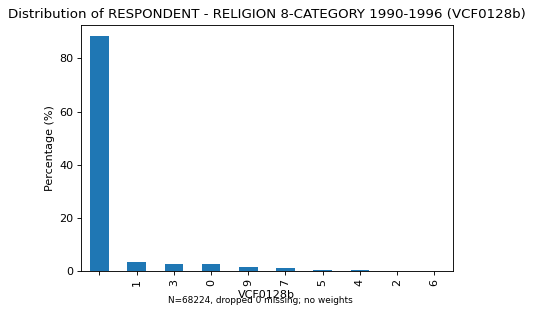 Distribution of RESPONDENT - RELIGION 8-CATEGORY 1990-1996 (VCF0128b)
Percentage (%)
80
60
40
20
0
1 3 0 9 7 5 4 2 6
VCF0128b
N=68224, dropped 0 missing; no weights